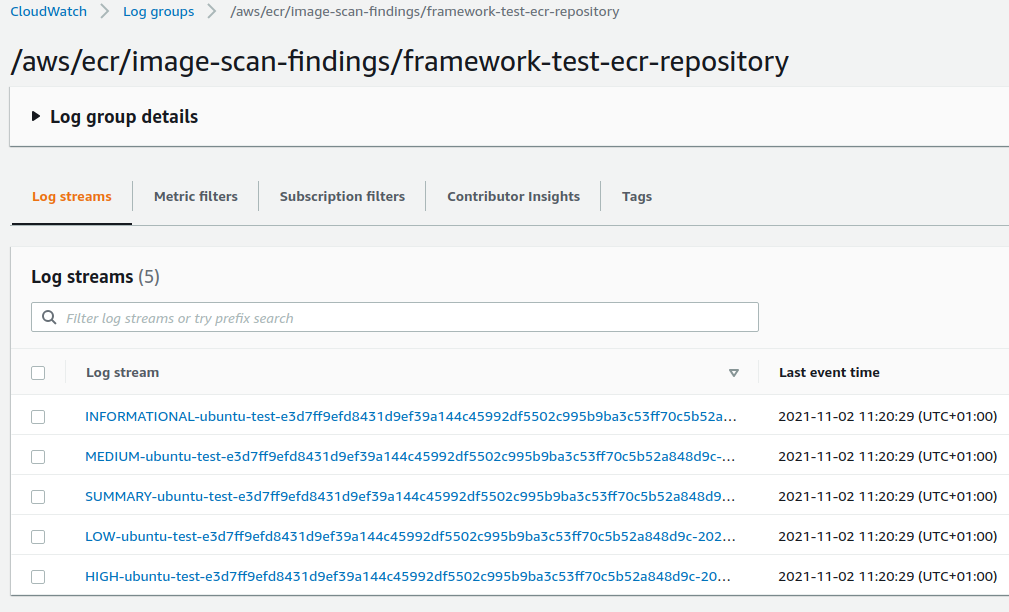 CloudWatch > Log groups > /aws/ecr/image-scan-findings/framework-test-ecr-repository
/aws/ecr/image-scan-findings/framework-test-ecr-repository
Log group details
Log streams Metric filters Subscription filters Contributor Insights Tags
Log streams (5)
Filter log streams or try prefix search
Log stream Last event time
INFORMATIONAL-ubuntu-test-e3d7ff9efd8431d9ef39a144c45992df5502c995b9ba3c53ff70c5b52a... 2021-11-02 11:20:29 (UTC+01:00)
MEDIUM-ubuntu-test-e3d7ff9efd8431d9ef39a144c45992df5502c995b9ba3c53ff70c5b52a848d9c-... 2021-11-02 11:20:29 (UTC+01:00)
SUMMARY-ubuntu-test-e3d7ff9efd8431d9ef39a144c45992df5502c995b9ba3c53ff70c5b52a848d9... 2021-11-02 11:20:29 (UTC+01:00)
LOW-ubuntu-test-e3d7ff9efd8431d9ef39a144c45992df5502c995b9ba3c53ff70c5b52a848d9c-202... 2021-11-02 11:20:29 (UTC+01:00)
HIGH-ubuntu-test-e3d7ff9efd8431d9ef39a144c45992df5502c995b9ba3c53ff70c5b52a848d9c-20... 2021-11-02 11:20:29 (UTC+01:00)